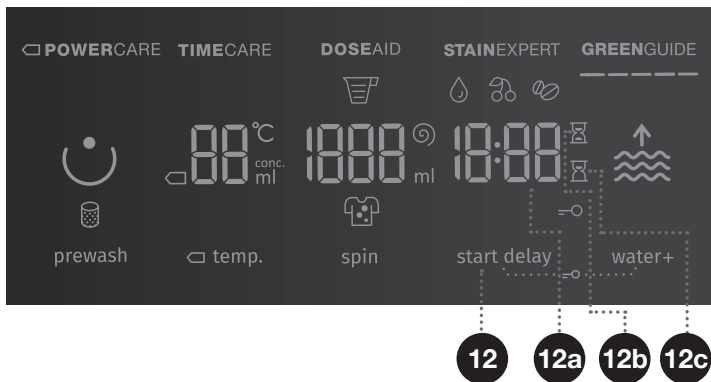 POWERCARE TIMECARE DOSEAID STAINEXPERT GREENGUIDE
88 °C conc. ml 1888 ml 18:88
prewash temp. spin start delay water+
12 12a 12b 12c